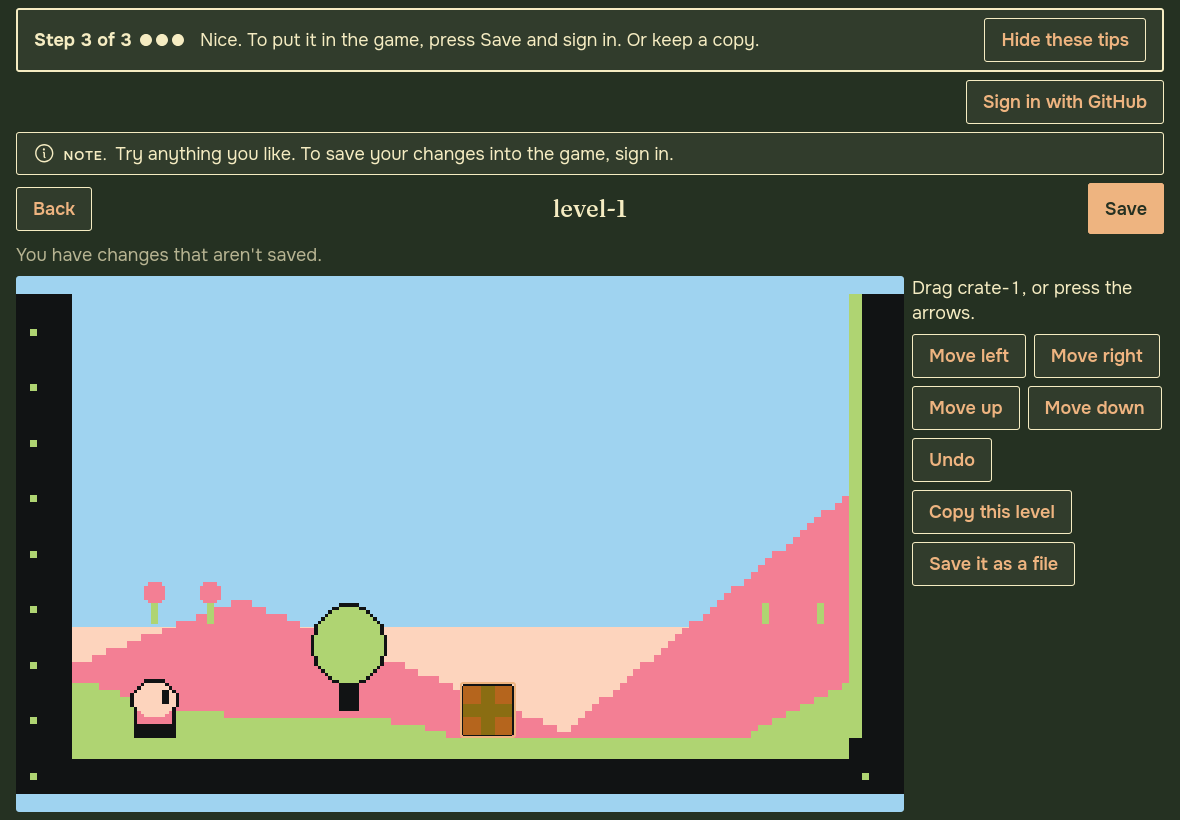 Step 3 of 3 Nice. To put it in the game, press Save and sign in. Or keep a copy. Hide these tips
Sign in with GitHub
NOTE. Try anything you like. To save your changes into the game, sign in.
Back level-1 Save
You have changes that aren't saved.
Drag crate-1, or press the
arrows.
Move left Move right
Move up Move down
Undo
Copy this level
Save it as a file